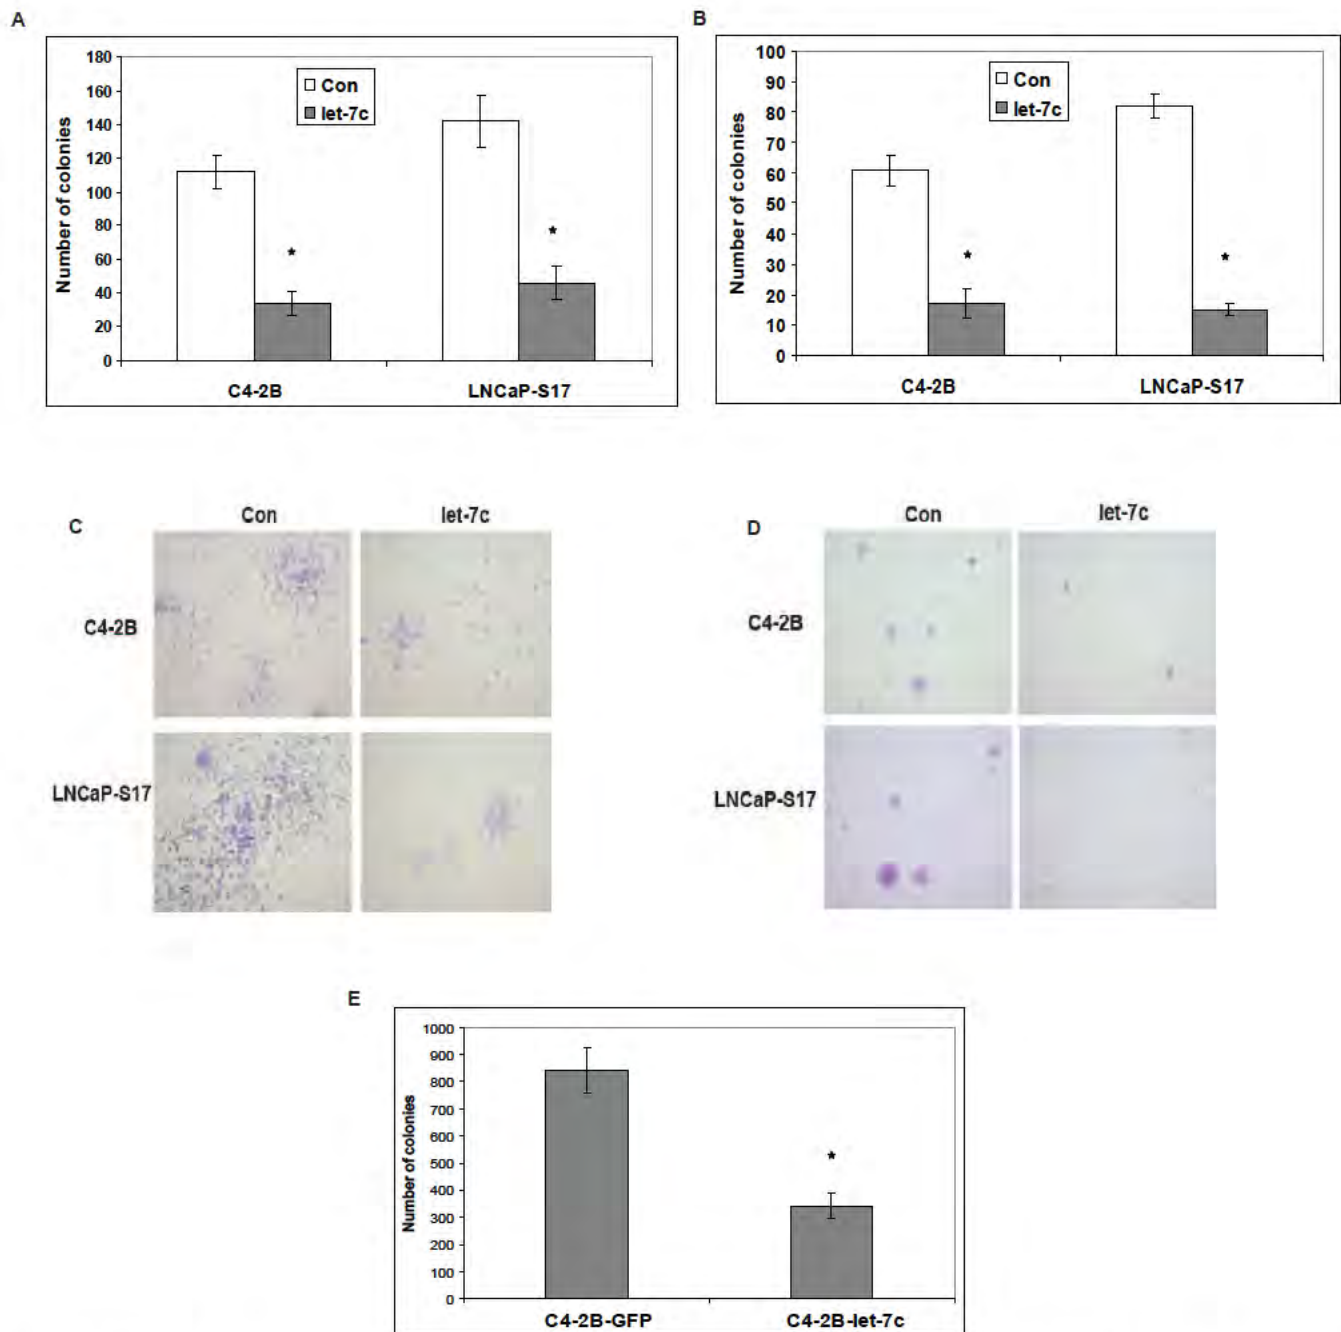 A
Number of colonies
180
160
140
120
100
80
60
40
20
0
Con
let-7c
*
*
C4-2B
LNCaP-S17
B
Number of colonies
100
90
80
70
60
50
40
30
20
10
0
Con
let-7c
*
*
C4-2B
LNCaP-S17
C
Con
let-7c
C4-2B
LNCaP-S17
D
Con
let-7c
C4-2B
LNCaP-S17
E
Number of colonies
1000
900
800
700
600
500
400
300
200
100
0
*
C4-2B-GFP
C4-2B-let-7c